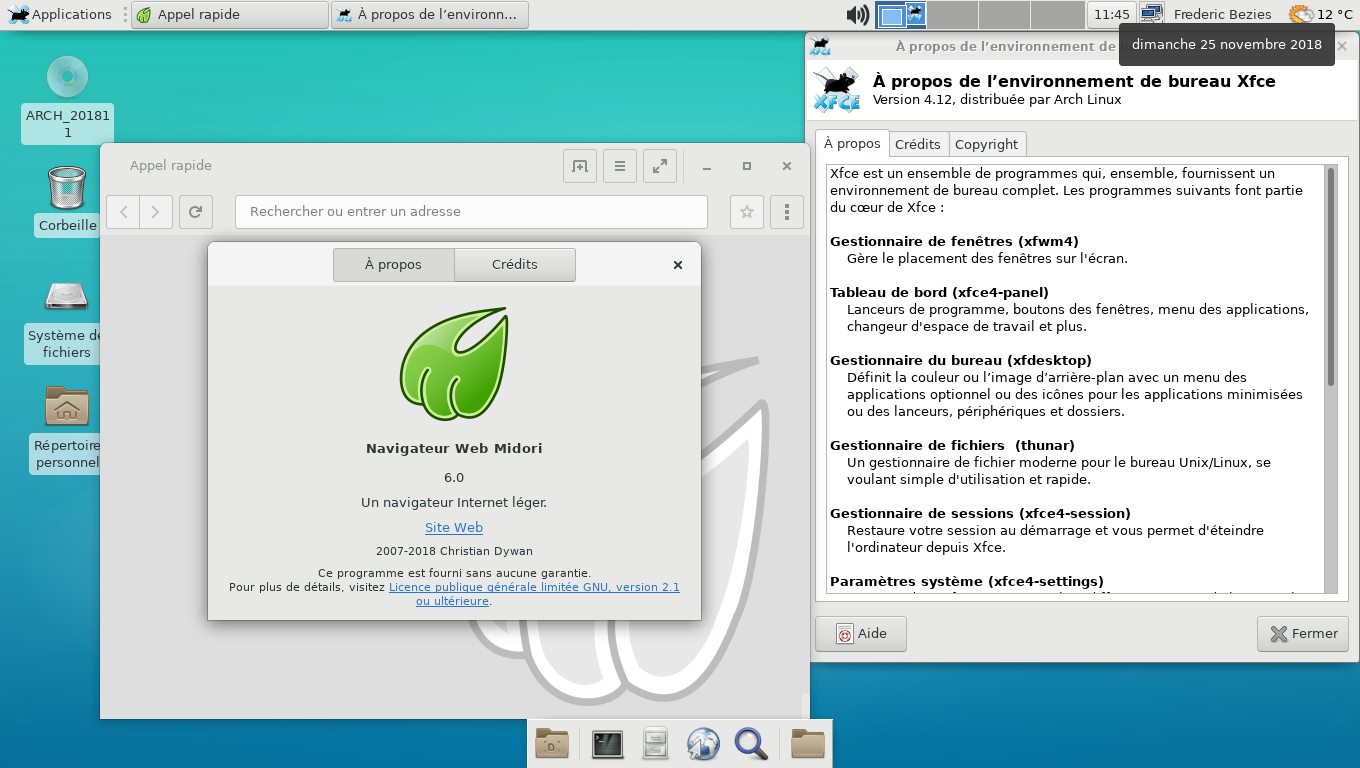 Applications
Appel rapide
À propos de l’environn...
11:45
Frederic Bezies
12 °C
dimanche 25 novembre 2018
ARCH_20181
1
Corbeille
Système de
fichiers
Répertoire
personnel
Appel rapide
Rechercher ou entrer un adresse
À propos
Crédits
Navigateur Web Midori
6.0
Un navigateur Internet léger.
Site Web
2007-2018 Christian Dywan
Ce programme est fourni sans aucune garantie.
Pour plus de détails, visitez Licence publique générale limitée GNU, version 2.1
ou ultérieure.
À propos de l’environnement de
À propos de l’environnement de bureau Xfce
Version 4.12, distribuée par Arch Linux
XFCE
À propos
Crédits
Copyright
Xfce est un ensemble de programmes qui, ensemble, fournissent un
environnement de bureau complet. Les programmes suivants font partie
du cœur de Xfce :
Gestionnaire de fenêtres (xfwm4)
Gère le placement des fenêtres sur l'écran.
Tableau de bord (xfce4-panel)
Lanceurs de programme, boutons des fenêtres, menu des applications,
changeur d'espace de travail et plus.
Gestionnaire du bureau (xfdesktop)
Définit la couleur ou l’image d’arrière-plan avec un menu des
applications optionnel ou des icônes pour les applications minimisées
ou des lanceurs, périphériques et dossiers.
Gestionnaire de fichiers  (thunar)
Un gestionnaire de fichier moderne pour le bureau Unix/Linux, se
voulant simple d'utilisation et rapide.
Gestionnaire de sessions (xfce4-session)
Restaure votre session au démarrage et vous permet d'éteindre
l'ordinateur depuis Xfce.
Paramètres système (xfce4-settings)
Aide
Fermer
D